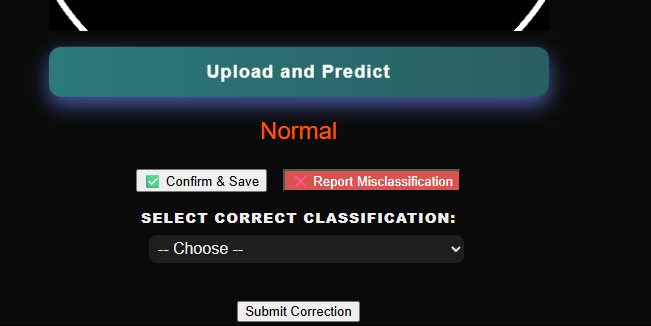 Upload and Predict
Normal
✅ Confirm & Save ❌ Report Misclassification
SELECT CORRECT CLASSIFICATION:
-- Choose --
Submit Correction